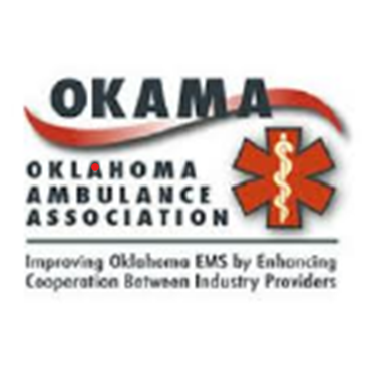 OKAMA
OKLAHOMA
AMBULANCE
ASSOCIATION
Improving Oklahoma EMS by Enhancing
Cooperation Between Industry Providers